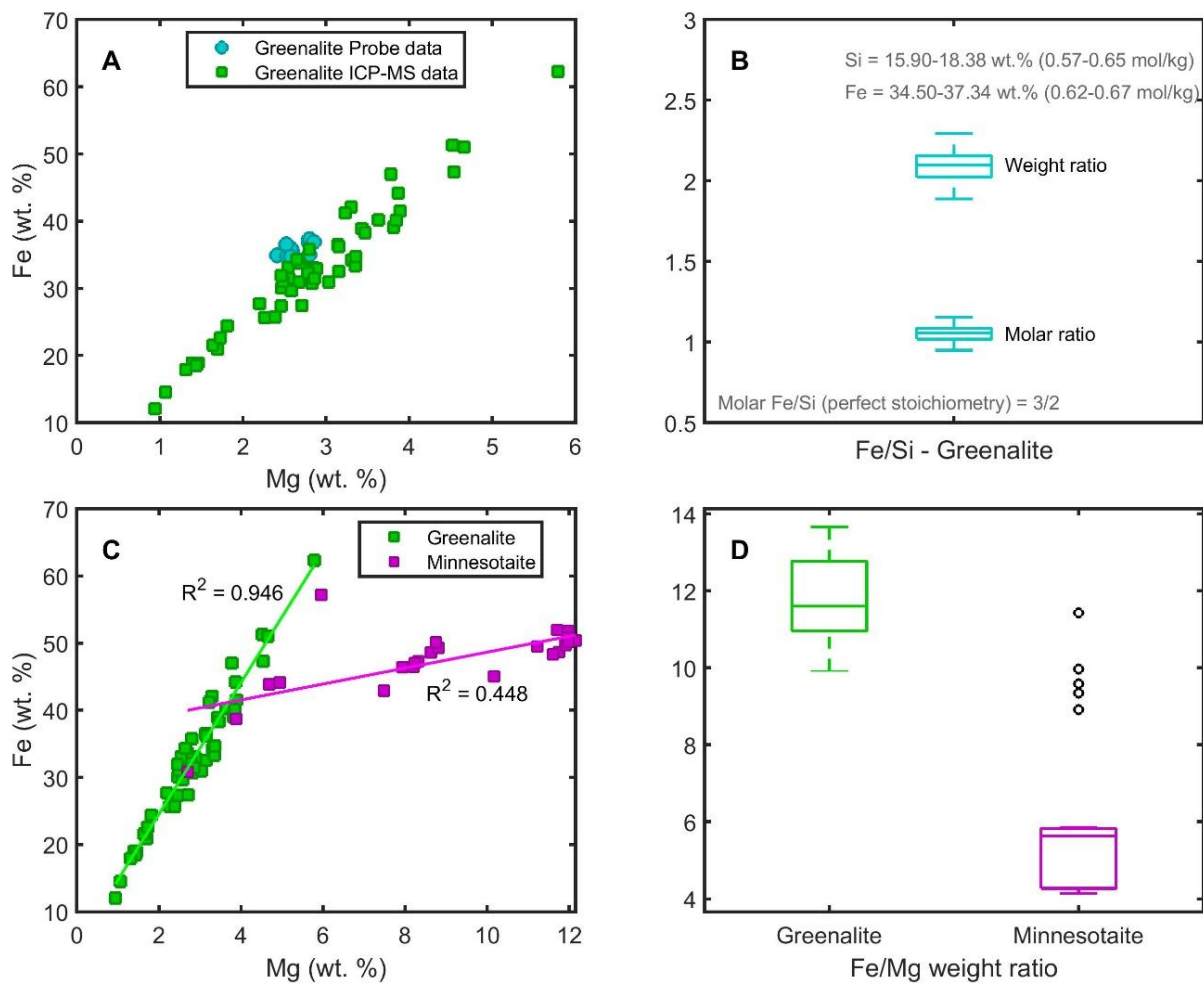 A
Greenalite Probe data
Greenalite ICP-MS data
70
60
50
40
30
20
10
Fe (wt. %)
0
1
2
3
4
5
6
Mg (wt. %)
B
Si = 15.90-18.38 wt.% (0.57-0.65 mol/kg)
Fe = 34.50-37.34 wt.% (0.62-0.67 mol/kg)
Weight ratio
Molar ratio
Molar Fe/Si (perfect stoichiometry) = 3/2
3
2.5
2
1.5
1
0.5
Fe/Si - Greenalite
C
Greenalite
Minnesotaite
R² = 0.946
R² = 0.448
70
60
50
40
30
20
10
Fe (wt. %)
0
2
4
6
8
10
12
Mg (wt. %)
D
14
12
10
8
6
4
Greenalite
Minnesotaite
Fe/Mg weight ratio